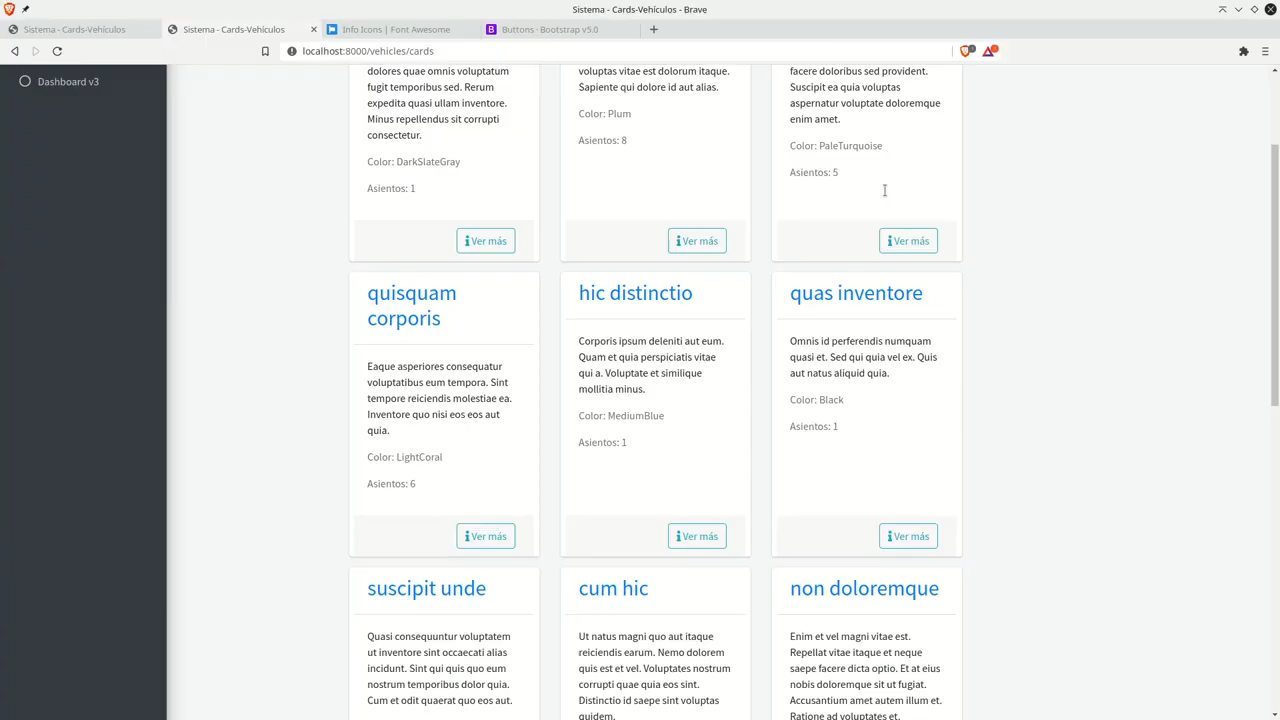 Sistema - Cards-Vehículos - Brave
Sistema - Cards-Vehículos
Sistema - Cards-Vehículos
Info Icons | Font Awesome
Buttons · Bootstrap v5.0
localhost:8000/vehicles/cards
Dashboard v3
dolores quae omnis voluptatum
fugit temporibus sed. Rerum
expedita quasi ullam inventore.
Minus repellendus sit corrupti
consectetur.
Color: DarkSlateGray
Asientos: 1
Ver más
voluptas vitae est dolorum itaque.
Sapiente qui dolore id aut alias.
Color: Plum
Asientos: 8
Ver más
facere doloribus sed provident.
Suscipit ea quia voluptas
aspernatur voluptate doloremque
enim amet.
Color: PaleTurquoise
Asientos: 5
Ver más
quisquam
corporis
Eaque asperiores consequatur
voluptatibus eum tempora. Sint
tempore reiciendis molestiae ea.
Inventore quo nisi eos eos aut
quia.
Color: LightCoral
Asientos: 6
Ver más
hic distinctio
Corporis ipsum deleniti aut eum.
Quam et quia perspiciatis vitae
qui a. Voluptate et similique
mollitia minus.
Color: MediumBlue
Asientos: 1
Ver más
quas inventore
Omnis id perferendis numquam
quasi et. Sed qui quia vel ex. Quis
aut natus aliquid quia.
Color: Black
Asientos: 1
Ver más
suscipit unde
Quasi consequuntur voluptatem
ut inventore sint occaecati alias
incidunt. Sint qui quis quo eum
nostrum temporibus dolor quia.
Cum et odit quaerat quo eos aut.
cum hic
Ut natus magni quo aut itaque
reiciendis earum. Nemo dolorem
quis est et vel. Voluptates nostrum
corrupti quae quia eos sint.
Distinctio id saepe sint voluptas
quidem.
non doloremque
Enim et vel magni vitae est.
Repellat vitae itaque et neque
saepe facere dicta optio. Et at eius
nobis doloremque sit ut fugiat.
Accusantium amet autem illum et.
Ratione ad voluptates et.